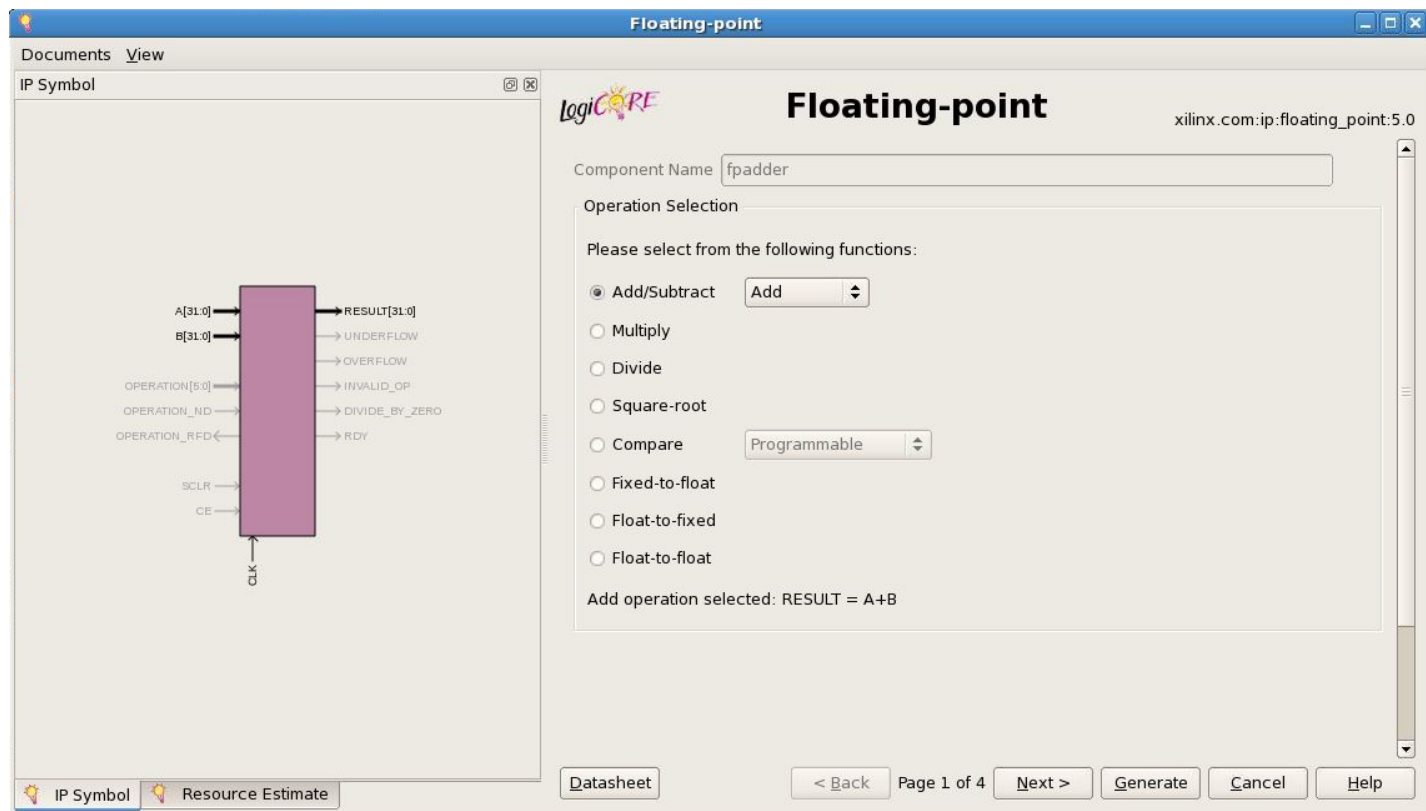 Floating-point
Documents View
IP Symbol
A[31:0]
B[31:0]
OPERATION[5:0]
OPERATION_ND
OPERATION_RFD
SCLR
CE
CLK
RESULT[31:0]
UNDERFLOW
OVERFLOW
INVALID_OP
DIVIDE_BY_ZERO
RDY
IP Symbol Resource Estimate
LogiCORE
Floating-point
xilinx.com:ip:floating_point:5.0
Component Name fpadder
Operation Selection
Please select from the following functions:
Add/Subtract Add
Multiply
Divide
Square-root
Compare Programmable
Fixed-to-float
Float-to-fixed
Float-to-float
Add operation selected: RESULT = A+B
Datasheet < Back Page 1 of 4 Next > Generate Cancel Help